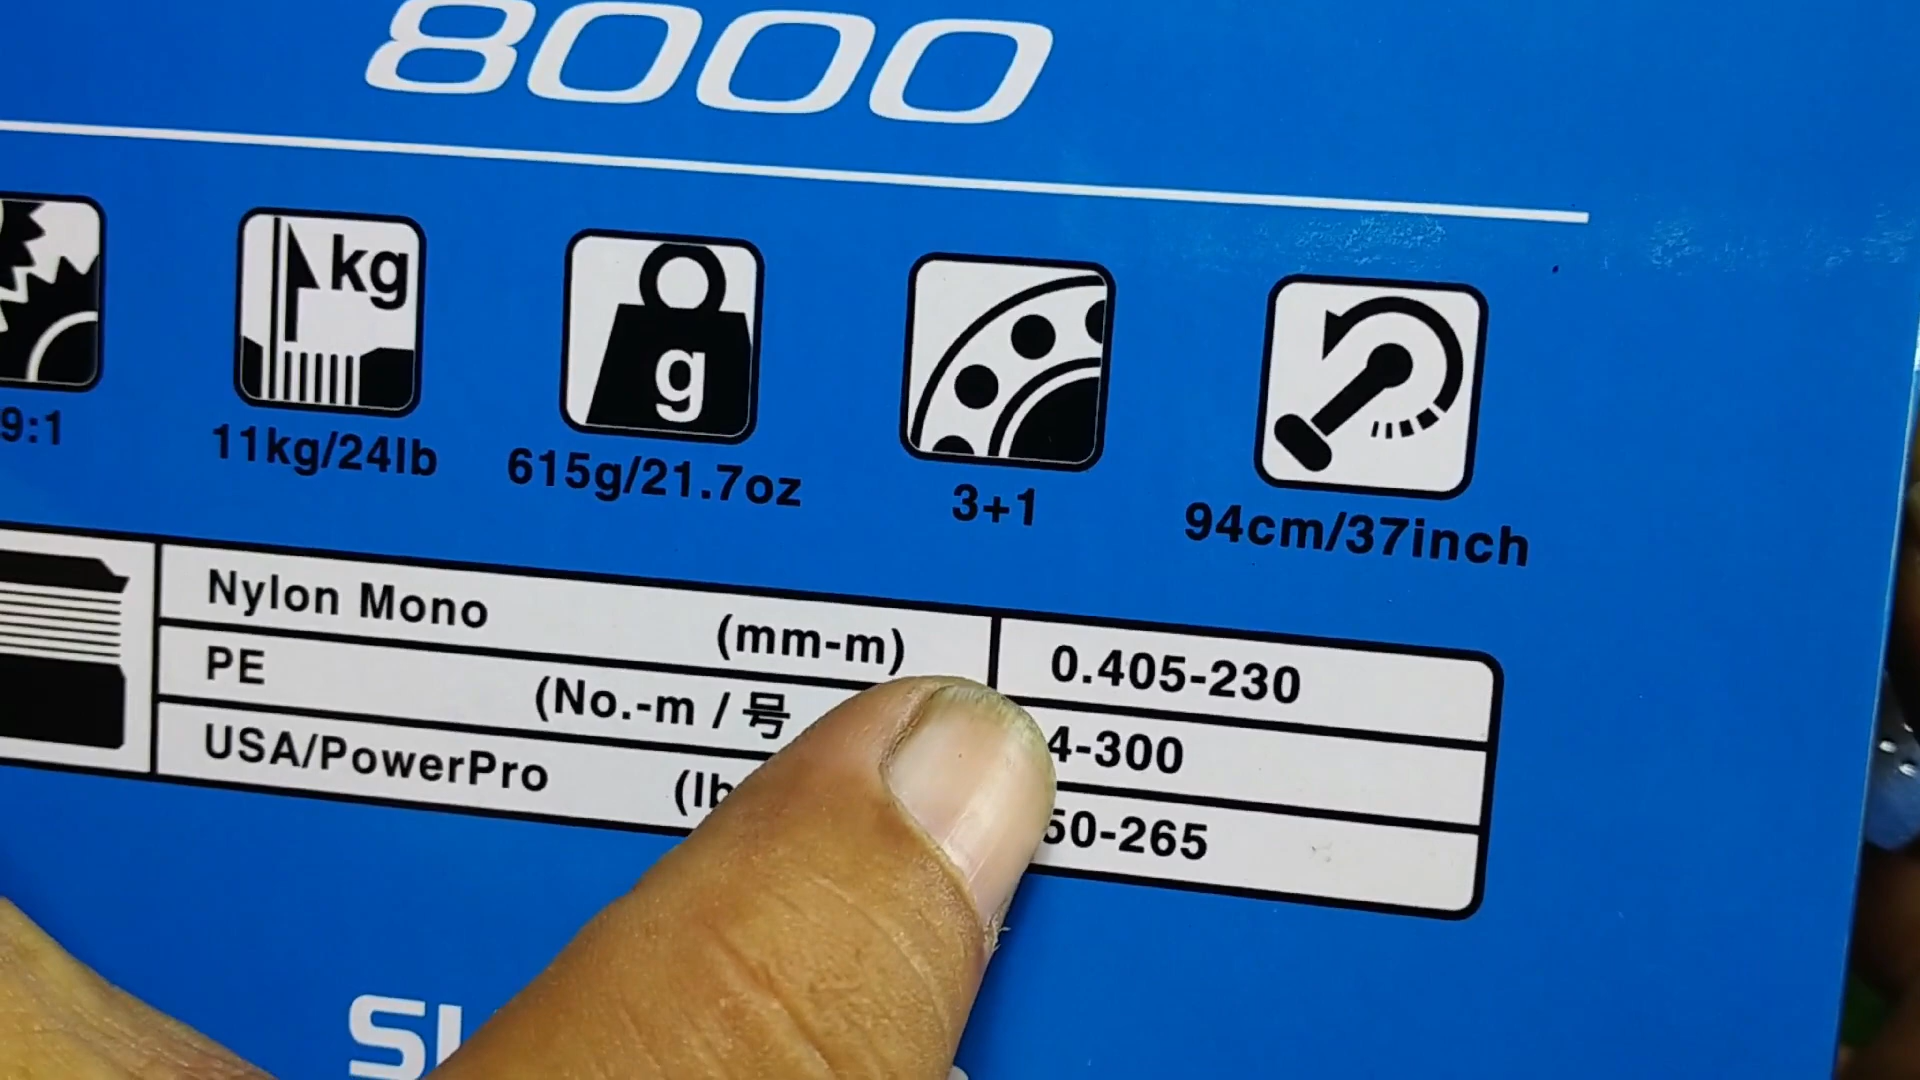 8000
kg
g
9:1
11kg/24lb
615g/21.7oz
3+1
94cm/37inch
Nylon Mono (mm-m) 0.405-230
PE (No.-m / 号 4-300
USA/PowerPro (lb 50-265